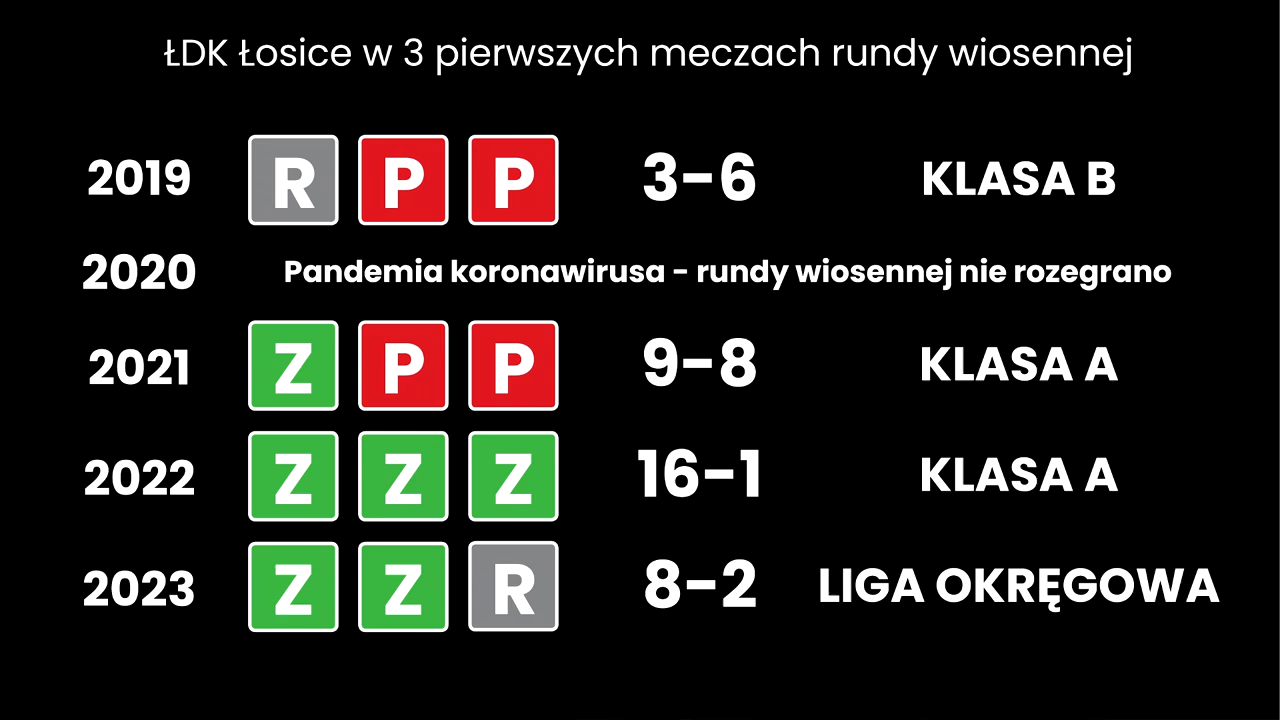 ŁDK Łosice w 3 pierwszych meczach rundy wiosennej
2019 R P P 3-6 KLASA B
2020 Pandemia koronawirusa - rundy wiosennej nie rozegrano
2021 Z P P 9-8 KLASA A
2022 Z Z Z 16-1 KLASA A
2023 Z Z R 8-2 LIGA OKRĘGOWA